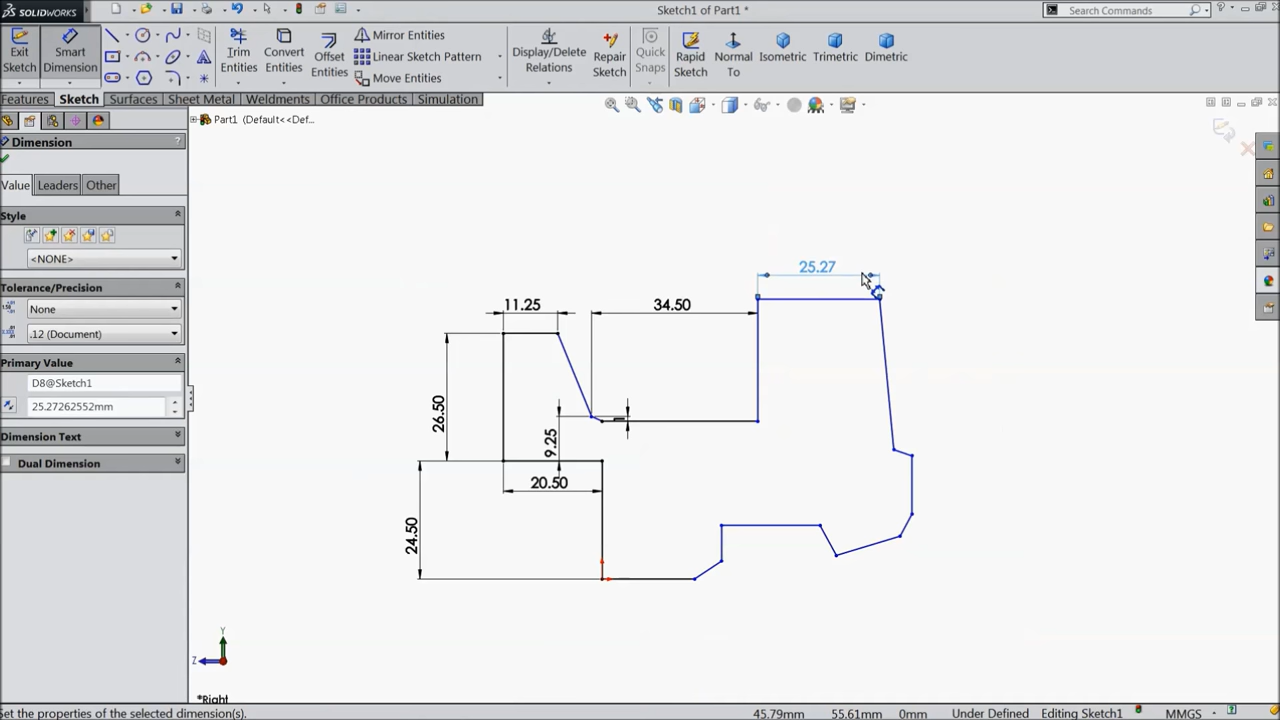 SOLIDWORKS
Sketch1 of Part1 *
Search Commands
Exit Sketch
Smart Dimension
Trim Entities
Convert Entities
Offset Entities
Mirror Entities
Linear Sketch Pattern
Move Entities
Display/Delete Relations
Repair Sketch
Quick Snaps
Rapid Sketch
Normal To
Isometric
Trimetric
Dimetric
Features
Sketch
Surfaces
Sheet Metal
Weldments
Office Products
Simulation
Part1 (Default<<Def...
Dimension
?
Value
Leaders
Other
Style
<NONE>
Tolerance/Precision
None
.12 (Document)
Primary Value
D8@Sketch1
25.27262552mm
Dimension Text
Dual Dimension
25.27
11.25
34.50
26.50
9.25
20.50
24.50
Y
Z
*Right
Set the properties of the selected dimension(s).
45.79mm
55.61mm
0mm
Under Defined
Editing Sketch1
MMGS